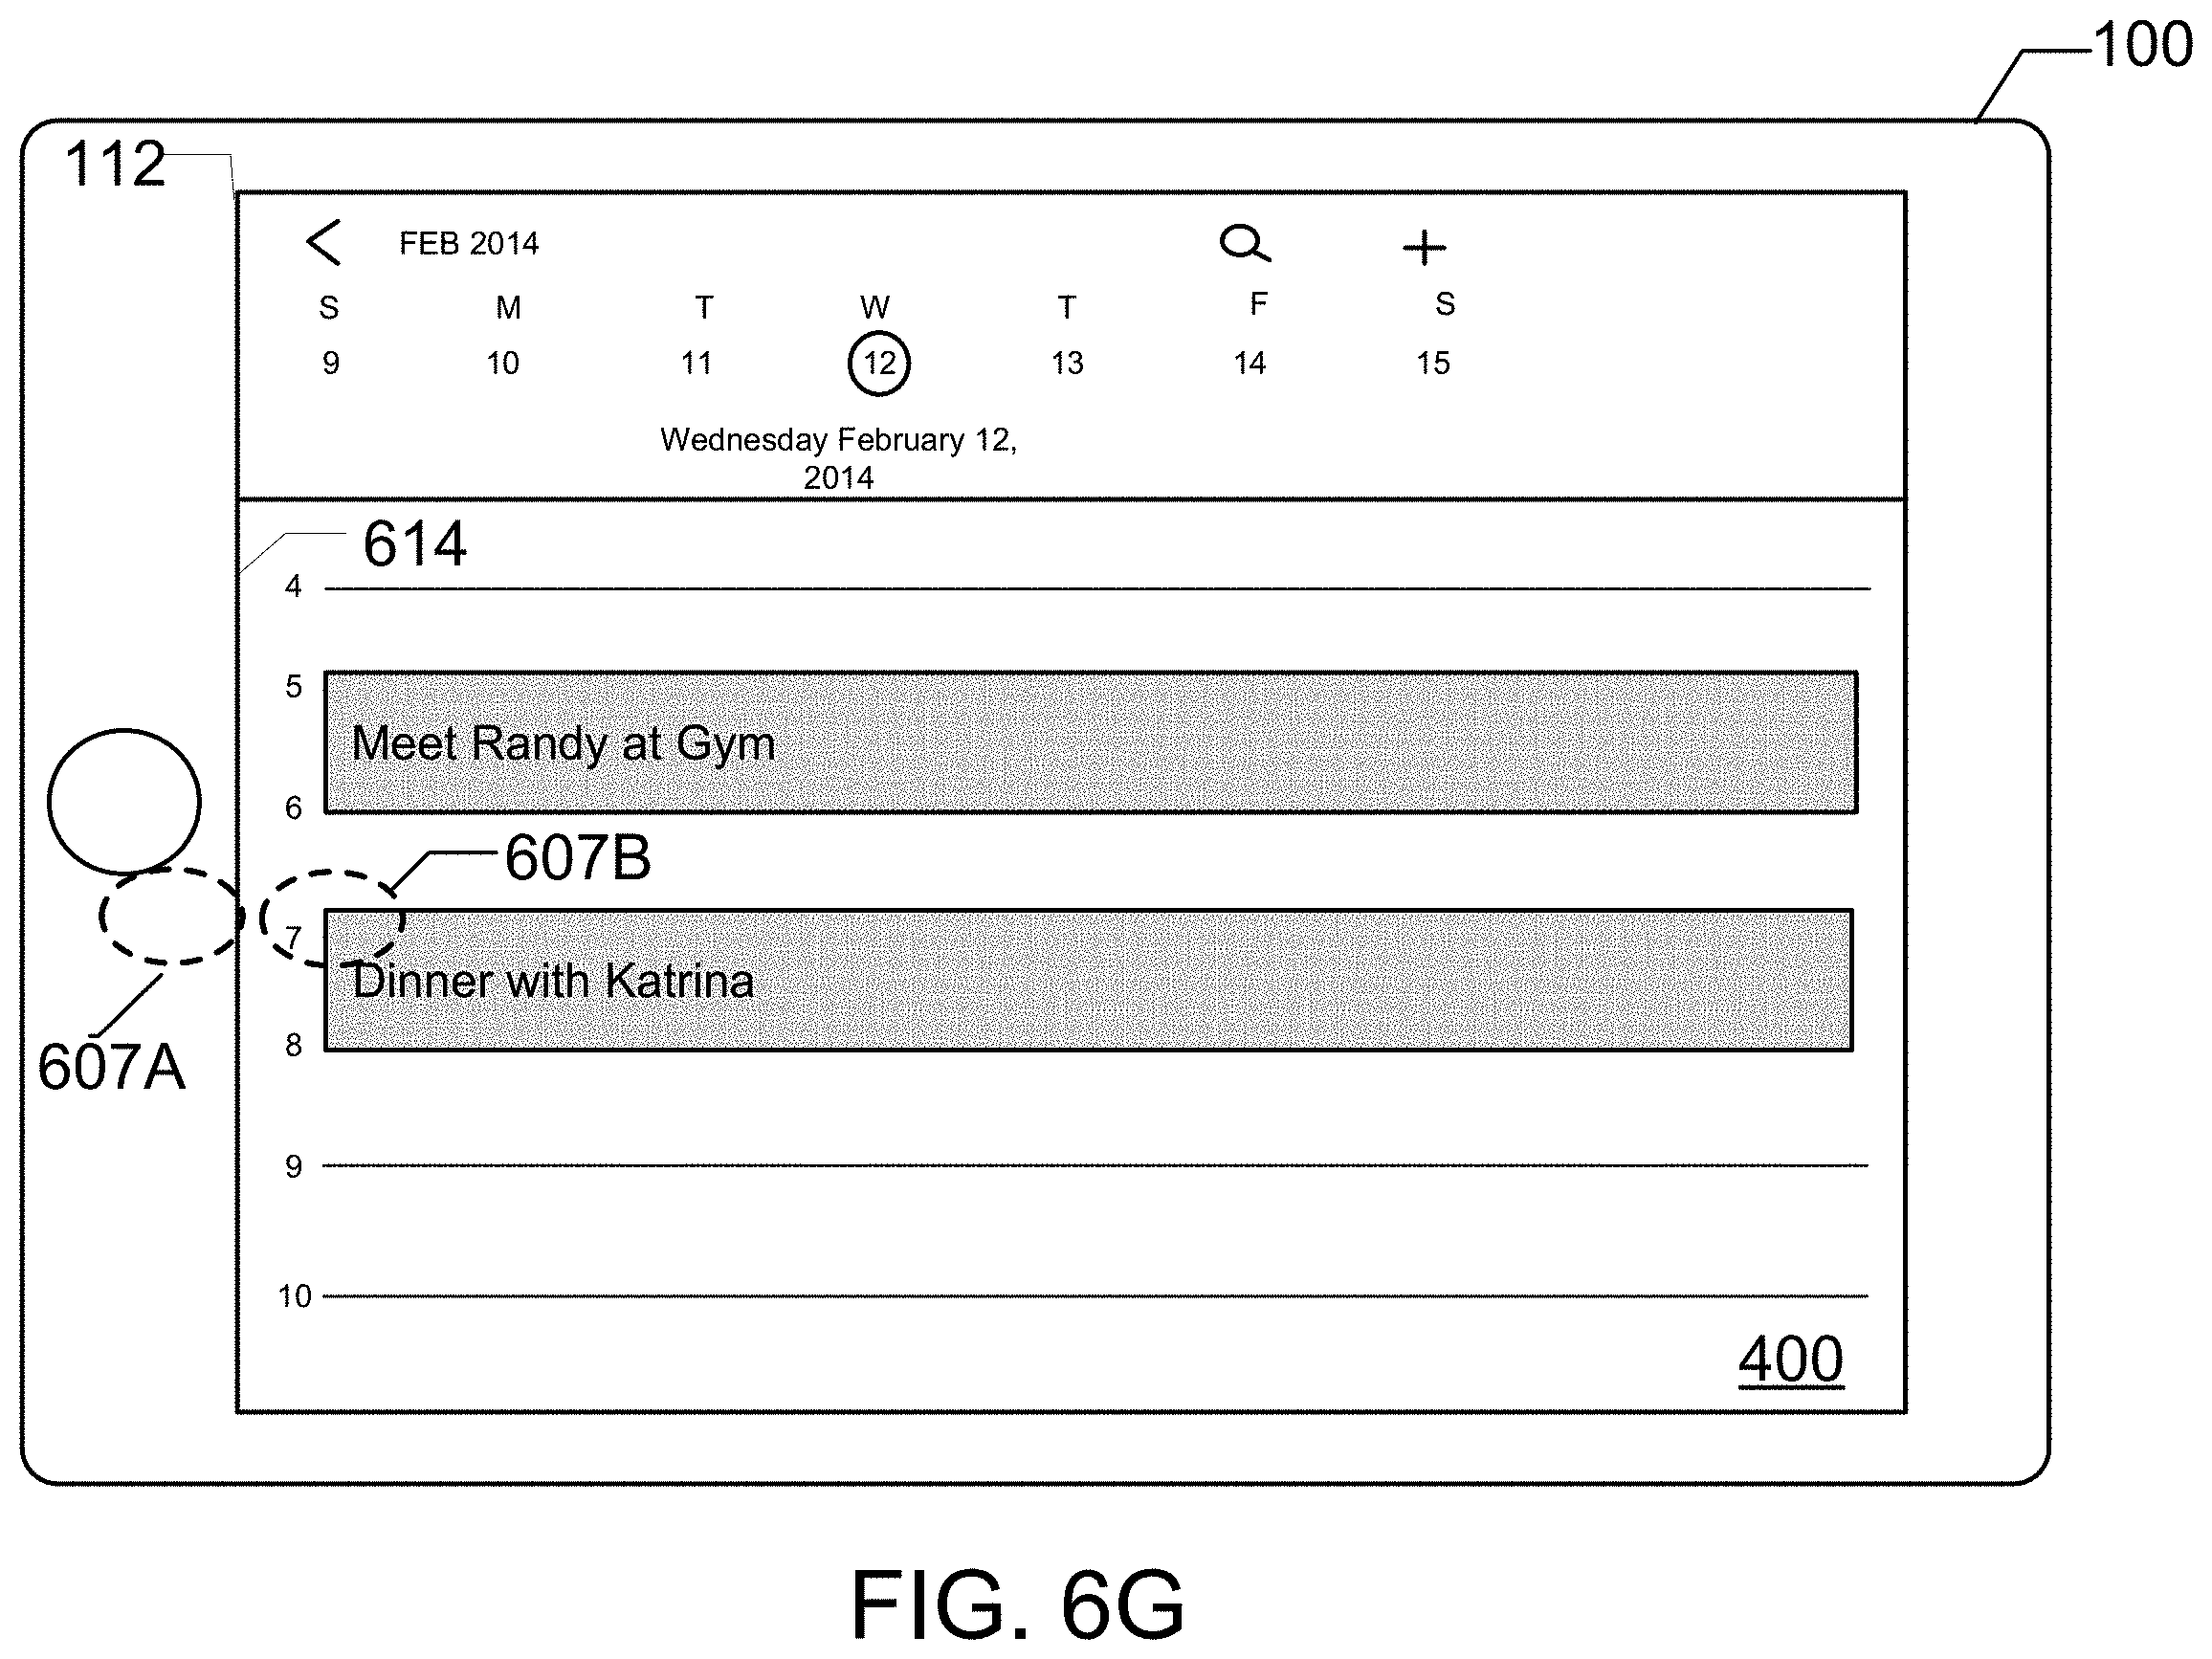 100
112
FEB 2014
S M T W T F S
9 10 11 12 13 14 15
Wednesday February 12,
2014
614
4
5
Meet Randy at Gym
6
607B
7
Dinner with Katrina
8
607A
9
10
400
FIG. 6G